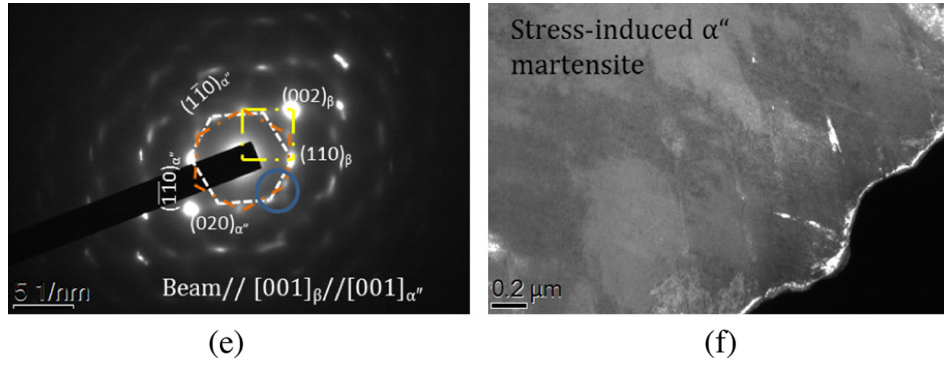 (11̅0)α″
(002)β
(110)β
(1̅10)α″
(020)α″
5 1/nm
Beam// [001]β//[001]α″
Stress-induced α“
martensite
0.2 µm
(e)
(f)